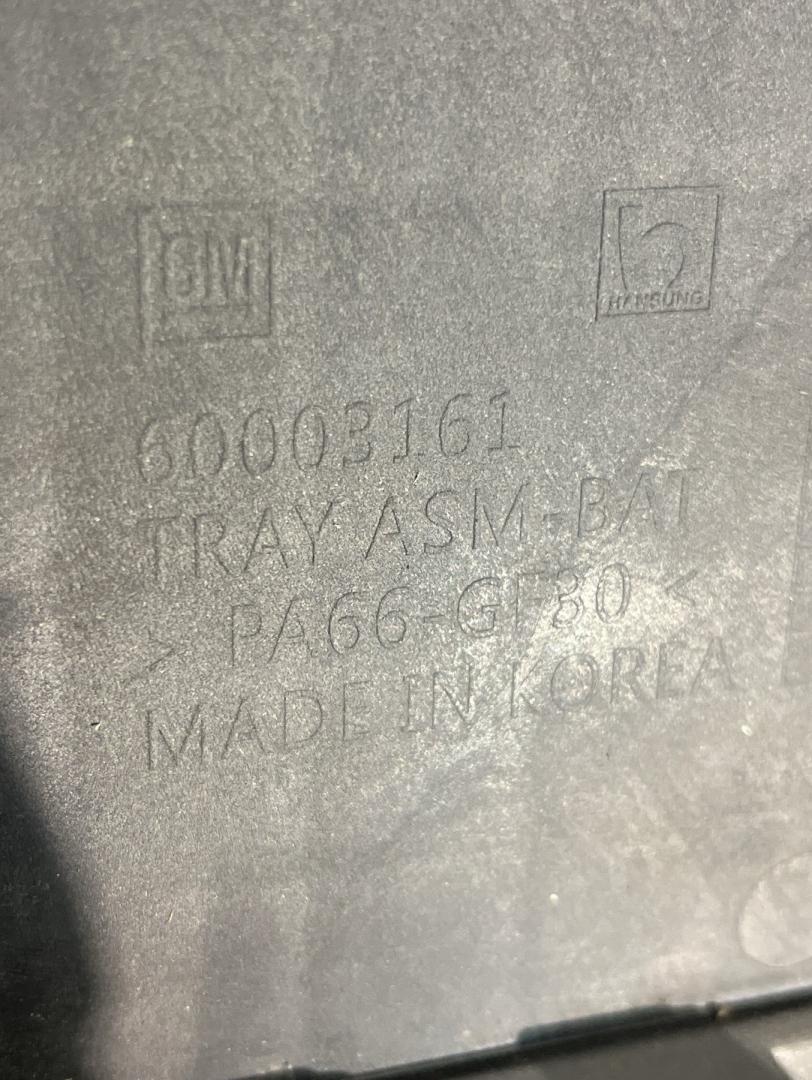 GM
HANSUNG
60003161
TRAY ASM-BAT
> PA66-GF30 <
MADE IN KOREA